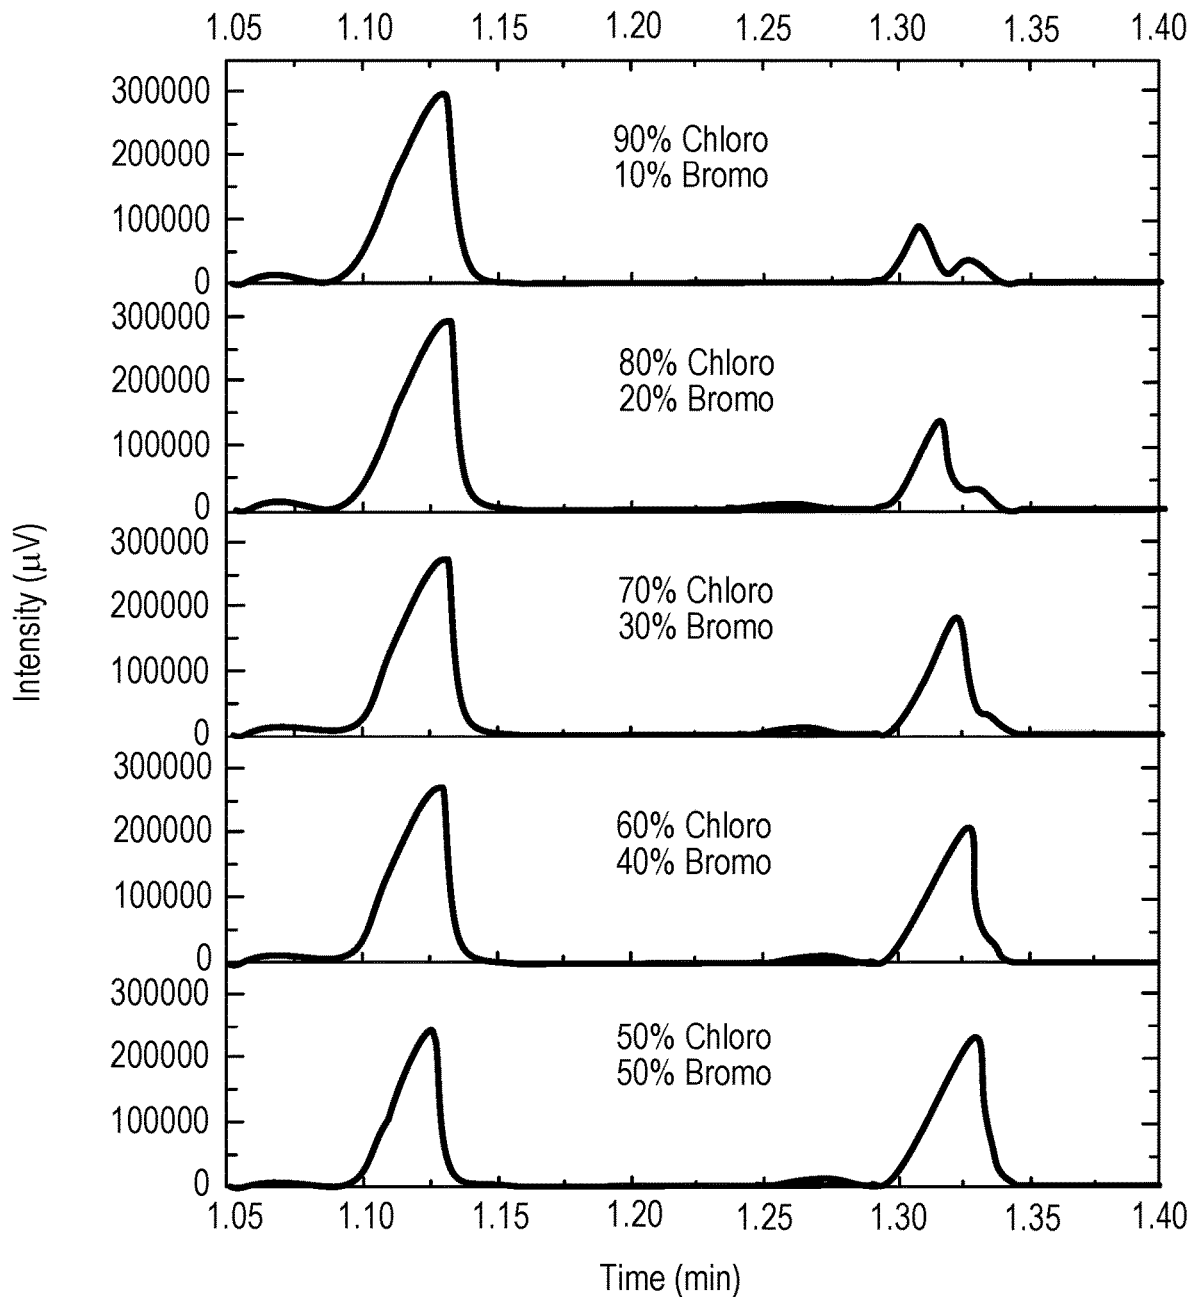 1.05 1.10 1.15 1.20 1.25 1.30 1.35 1.40
300000
200000
100000
0
90% Chloro
10% Bromo
300000
200000
100000
0
80% Chloro
20% Bromo
300000
200000
100000
0
70% Chloro
30% Bromo
300000
200000
100000
0
60% Chloro
40% Bromo
300000
200000
100000
0
50% Chloro
50% Bromo
Intensity (µV)
1.05 1.10 1.15 1.20 1.25 1.30 1.35 1.40
Time (min)